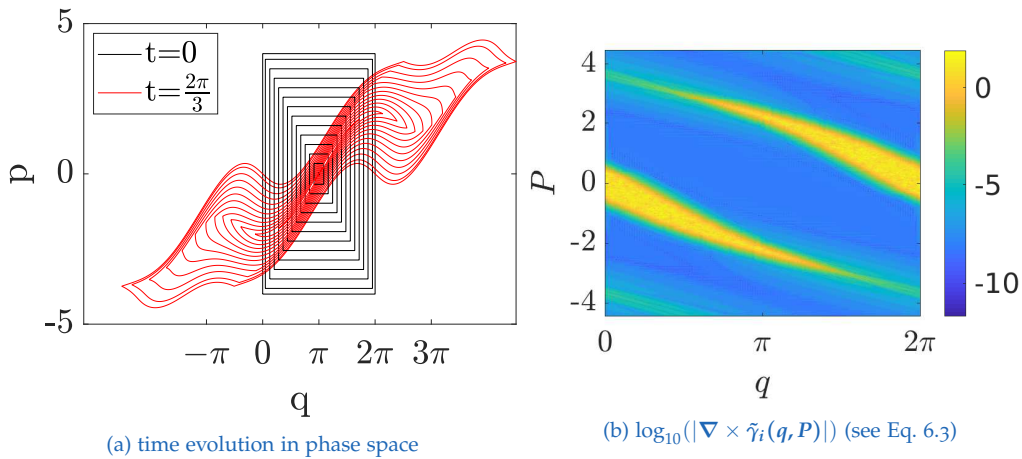 5
t=0
t=2π/3
0
p
-5
−π 0 π 2π 3π
q
(a) time evolution in phase space
4
2
0
-2
-4
P
0 π 2π
q
0
-5
-10
(b) log₁₀(|∇ × γ̃ᵢ(q, P)|) (see Eq. 6.3)